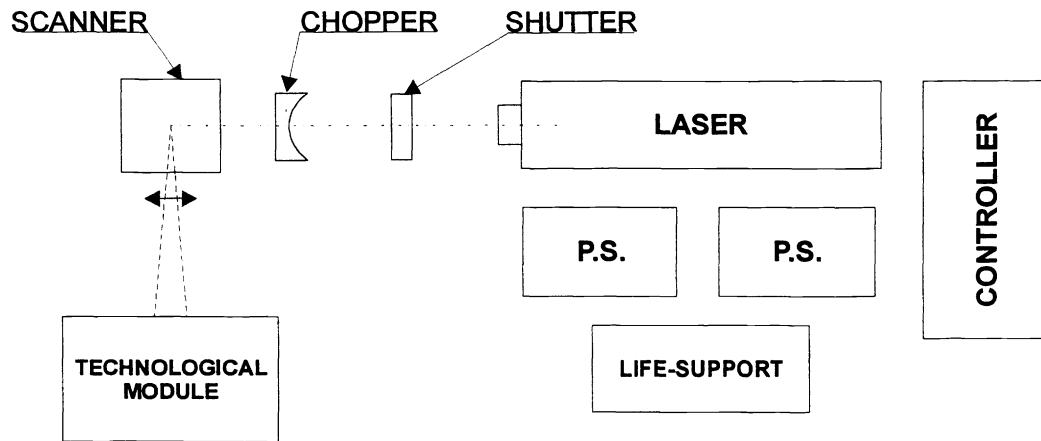 SCANNER
CHOPPER
SHUTTER
LASER
CONTROLLER
P.S.
P.S.
TECHNOLOGICAL
MODULE
LIFE-SUPPORT